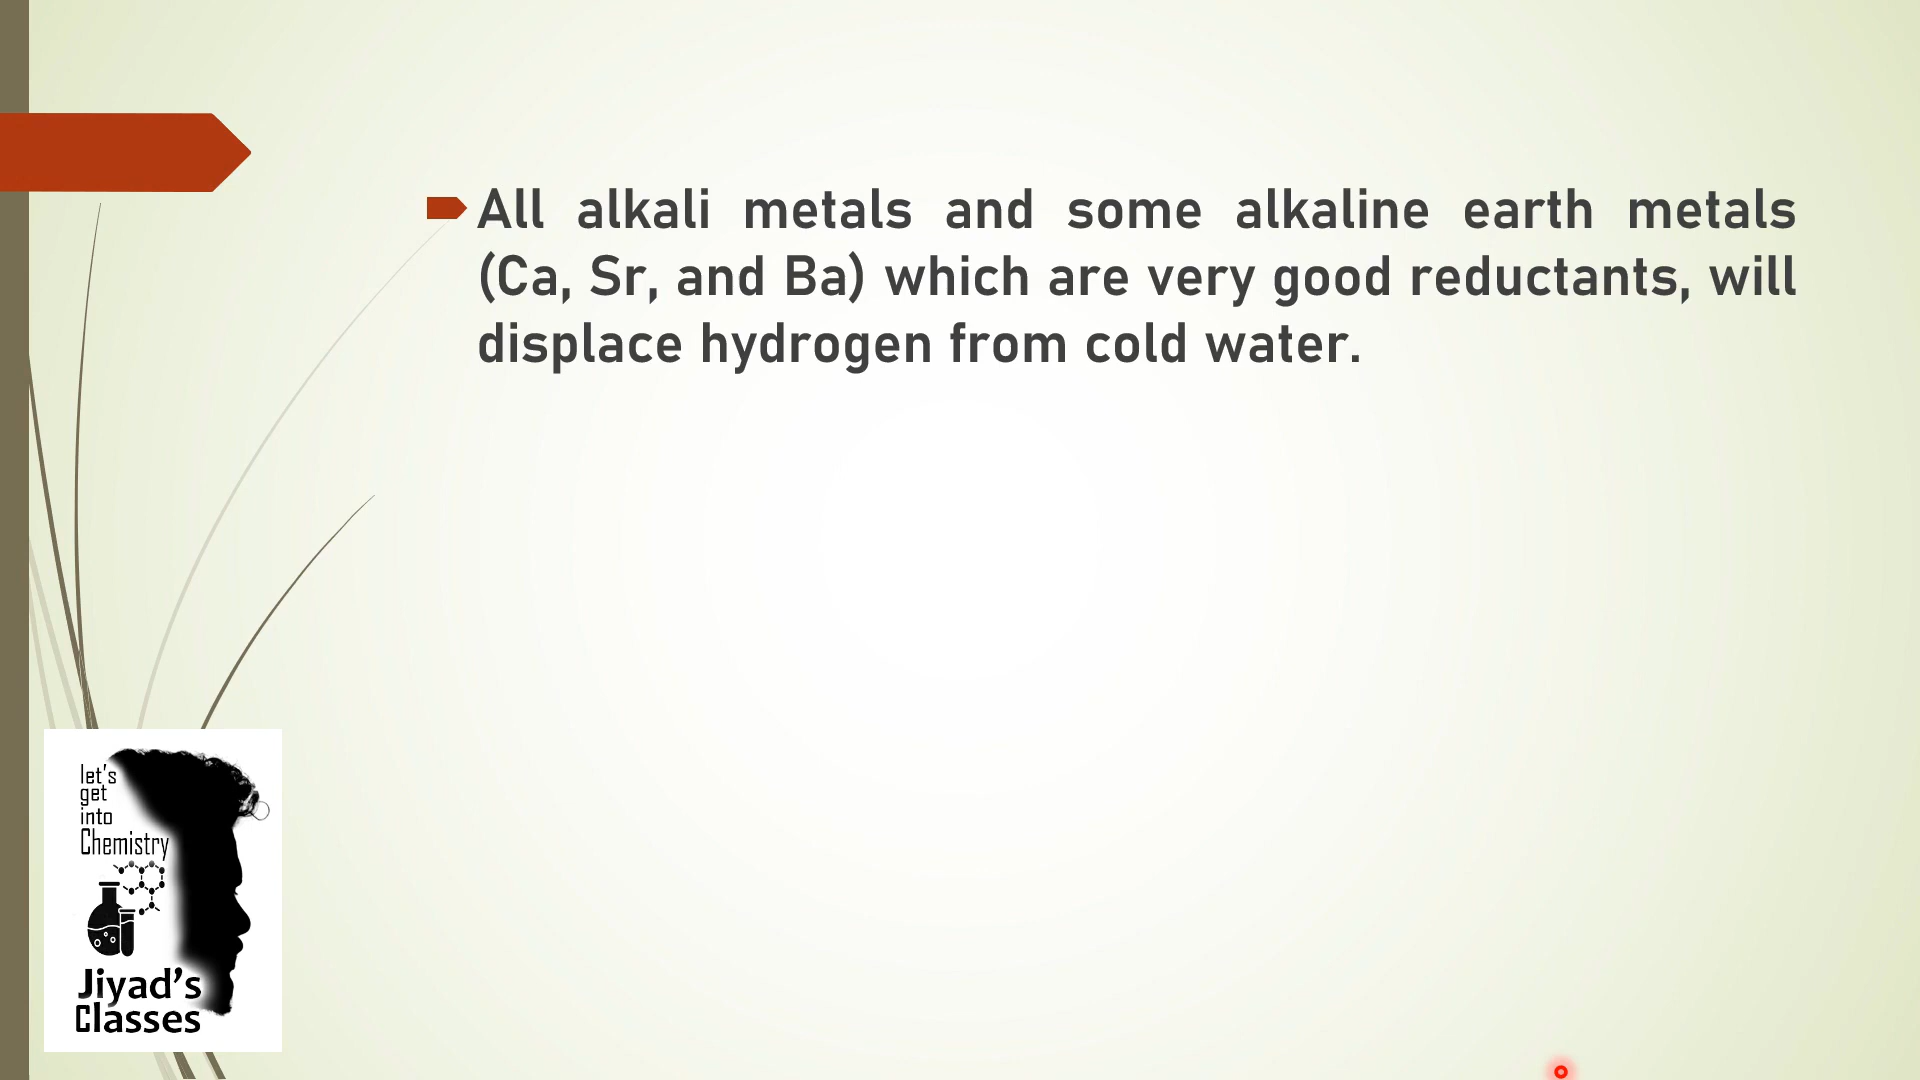 All alkali metals and some alkaline earth metals
(Ca, Sr, and Ba) which are very good reductants, will
displace hydrogen from cold water.
let's
get
into
Chemistry
Jiyad's
Classes